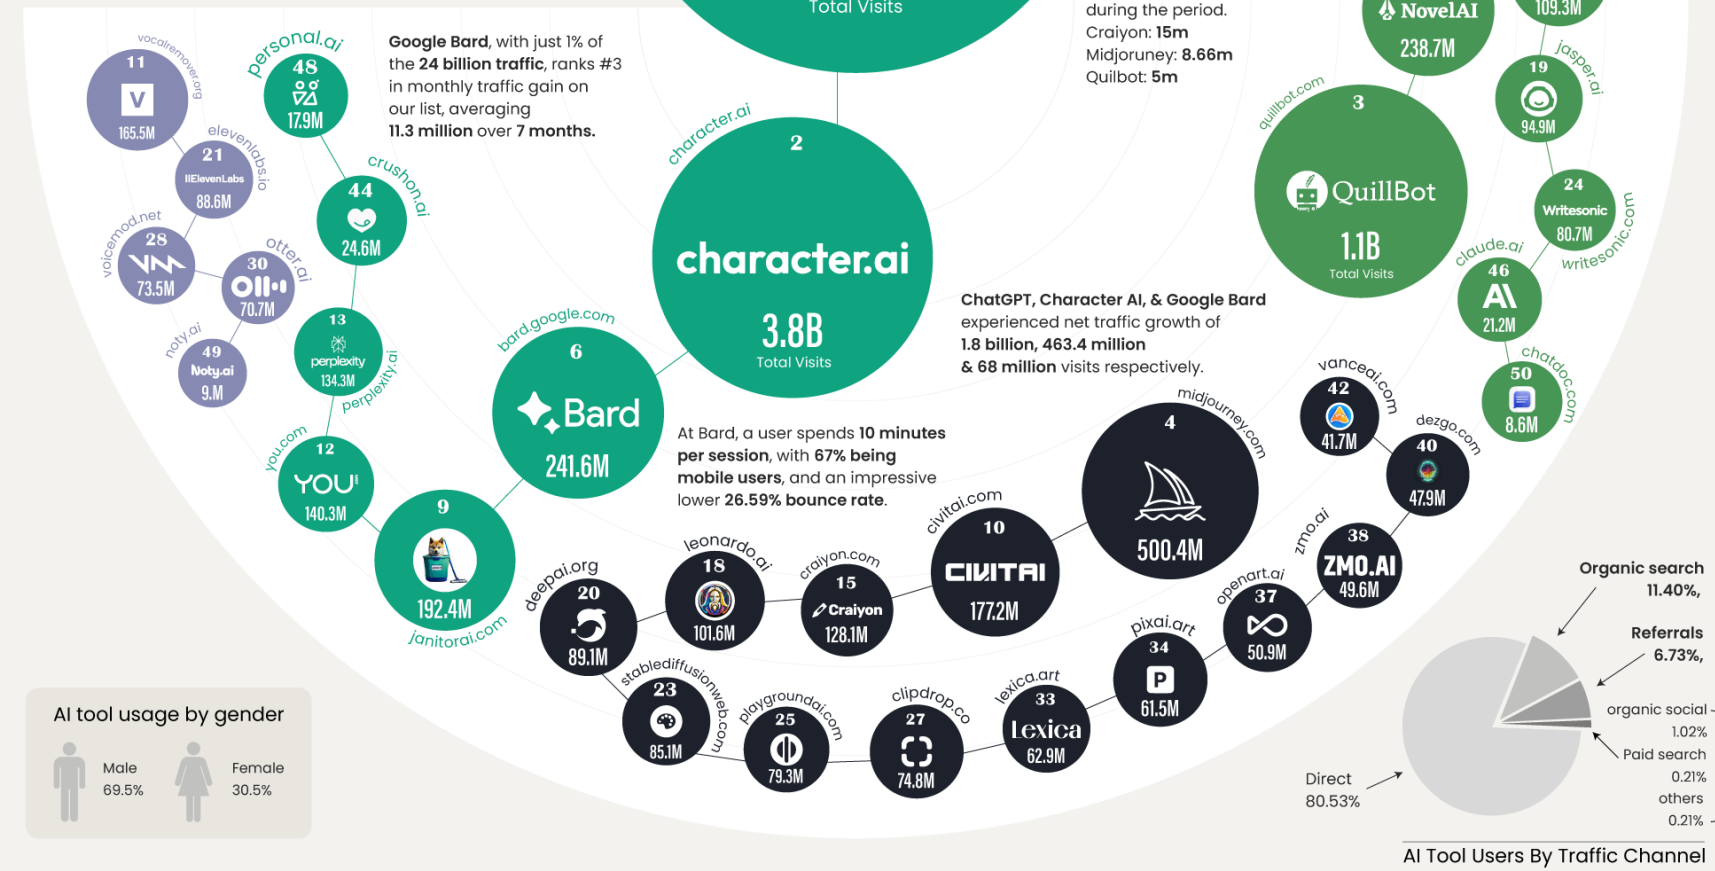 Total Visits
during the period.
Craiyon: 15m
Midjoruney: 8.66m
Quilbot: 5m
NovelAI
238.7M
109.3M
vocalremover.org
11
V
165.5M
personal.ai
48
17.9M
Google Bard, with just 1% of
the 24 billion traffic, ranks #3
in monthly traffic gain on
our list, averaging
11.3 million over 7 months.
elevenlabs.io
21
IIElevenLabs
88.6M
crushon.ai
44
24.6M
voicemod.net
28
VM
73.5M
otter.ai
30
70.7M
noty.ai
49
Noty.ai
9.M
13
perplexity
134.3M
perplexity.ai
you.com
12
YOU
140.3M
9
192.4M
janitorai.com
bard.google.com
6
Bard
241.6M
character.ai
2
character.ai
3.8B
Total Visits
quillbot.com
3
QuillBot
1.1B
Total Visits
jasper.ai
19
94.9M
24
Writesonic
80.7M
writesonic.com
claude.ai
46
AI
21.2M
chatdoc.com
50
8.6M
ChatGPT, Character AI, & Google Bard
experienced net traffic growth of
1.8 billion, 463.4 million
& 68 million visits respectively.
At Bard, a user spends 10 minutes
per session, with 67% being
mobile users, and an impressive
lower 26.59% bounce rate.
midjourney.com
4
500.4M
vanceai.com
42
41.7M
dezgo.com
40
47.9M
zmo.ai
38
ZMO.AI
49.6M
openart.ai
37
50.9M
pixai.art
34
P
61.5M
lexica.art
33
Lexica
62.9M
clipdrop.co
27
74.8M
playgroundai.com
25
79.3M
stablediffusionweb.com
23
85.1M
deepai.org
20
89.1M
leonardo.ai
18
101.6M
craiyon.com
15
Craiyon
128.1M
civitai.com
10
CIVITAI
177.2M
AI tool usage by gender
Male
69.5%
Female
30.5%
Organic search
11.40%,
Referrals
6.73%,
organic social
1.02%
Paid search
0.21%
others
0.21%
Direct
80.53%
AI Tool Users By Traffic Channel